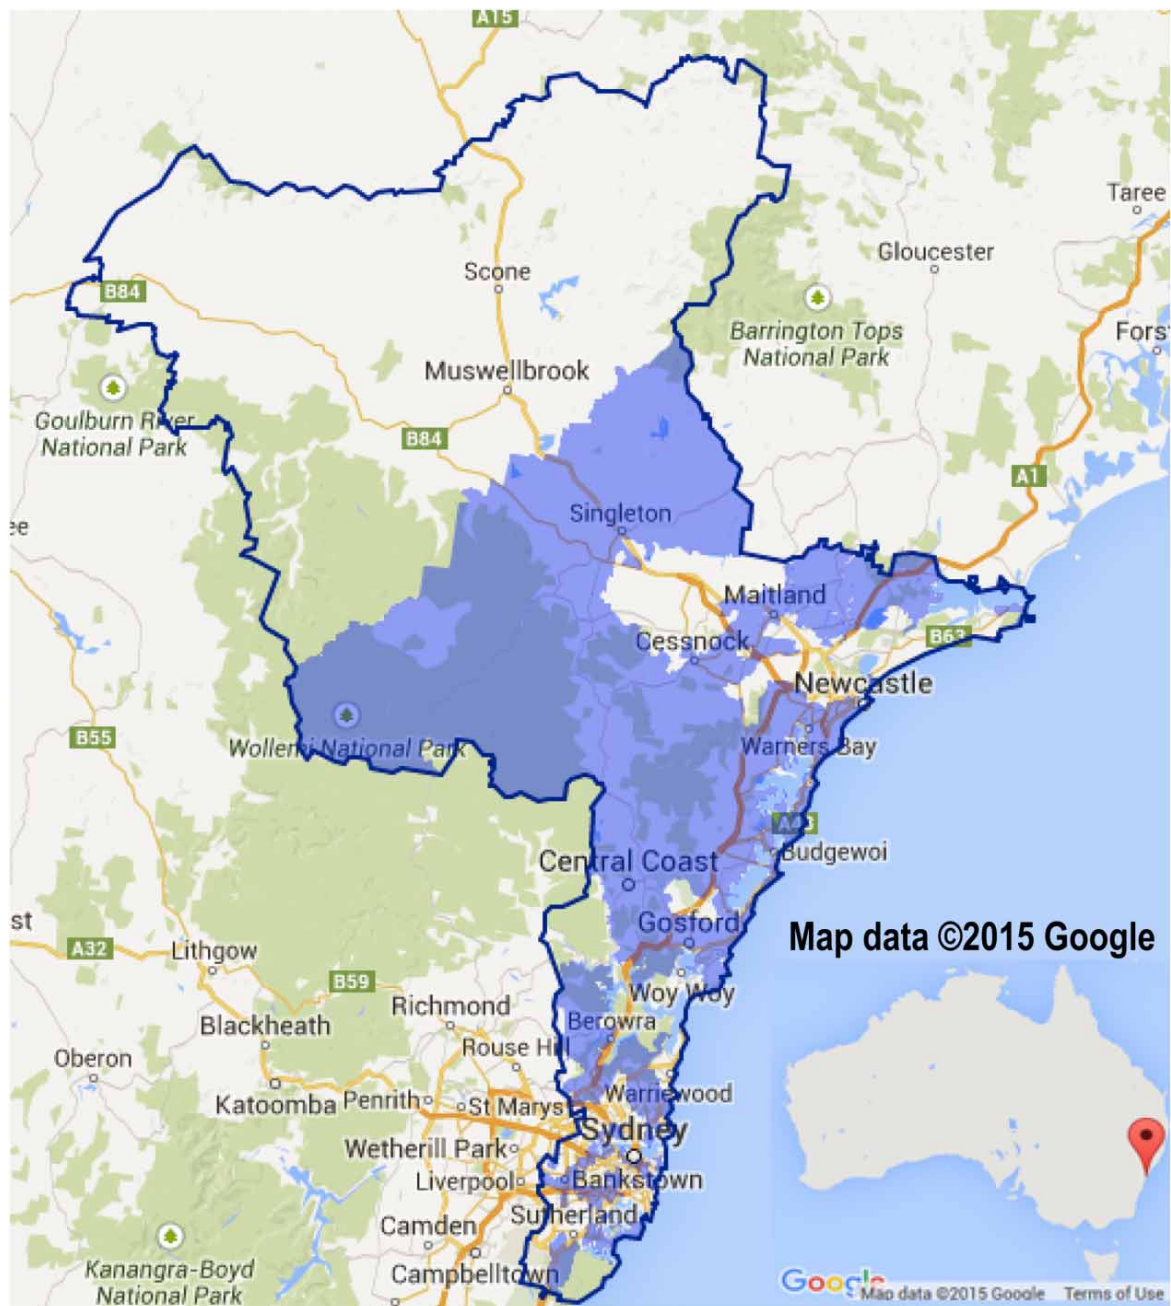 A15
Taree
Gloucester
Scone
B84
Barrington Tops
National Park
Fors
Muswellbrook
Goulburn River
National Park
B84
A1
Singleton
ee
Maitland
B63
Cessnock
Newcastle
B55
Wollemi National Park
Warners Bay
Budgewoi
Central Coast
st
Gosford
Map data ©2015 Google
A32
Lithgow
B59
Woy Woy
Richmond
Blackheath
Berowra
Rouse Hill
Oberon
Katoomba
Penrith
St Marys
Warriewood
Sydney
Wetherill Park
Liverpool
Bankstown
Sutherland
Camden
Campbelltown
Kanangra-Boyd
National Park
Google
Map data ©2015 Google Terms of Use